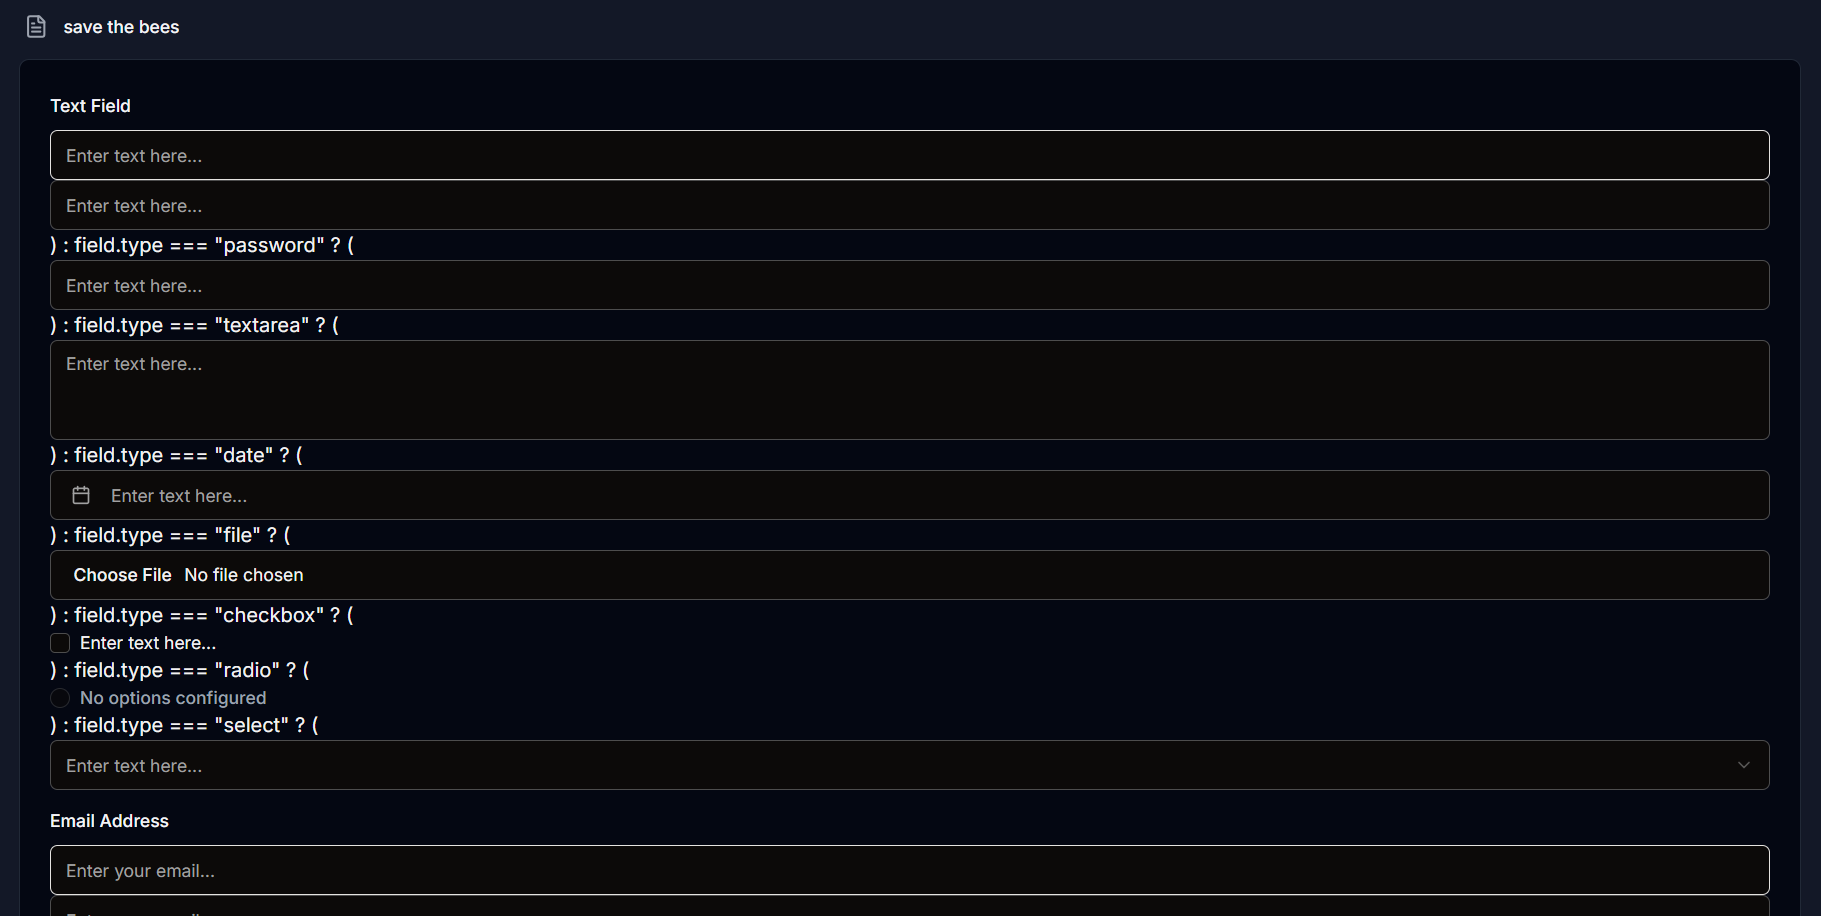 save the bees
Text Field
Enter text here...
Enter text here...
) : field.type === "password" ? (
Enter text here...
) : field.type === "textarea" ? (
Enter text here...
) : field.type === "date" ? (
Enter text here...
) : field.type === "file" ? (
Choose File No file chosen
) : field.type === "checkbox" ? (
Enter text here...
) : field.type === "radio" ? (
No options configured
) : field.type === "select" ? (
Enter text here...
Email Address
Enter your email...